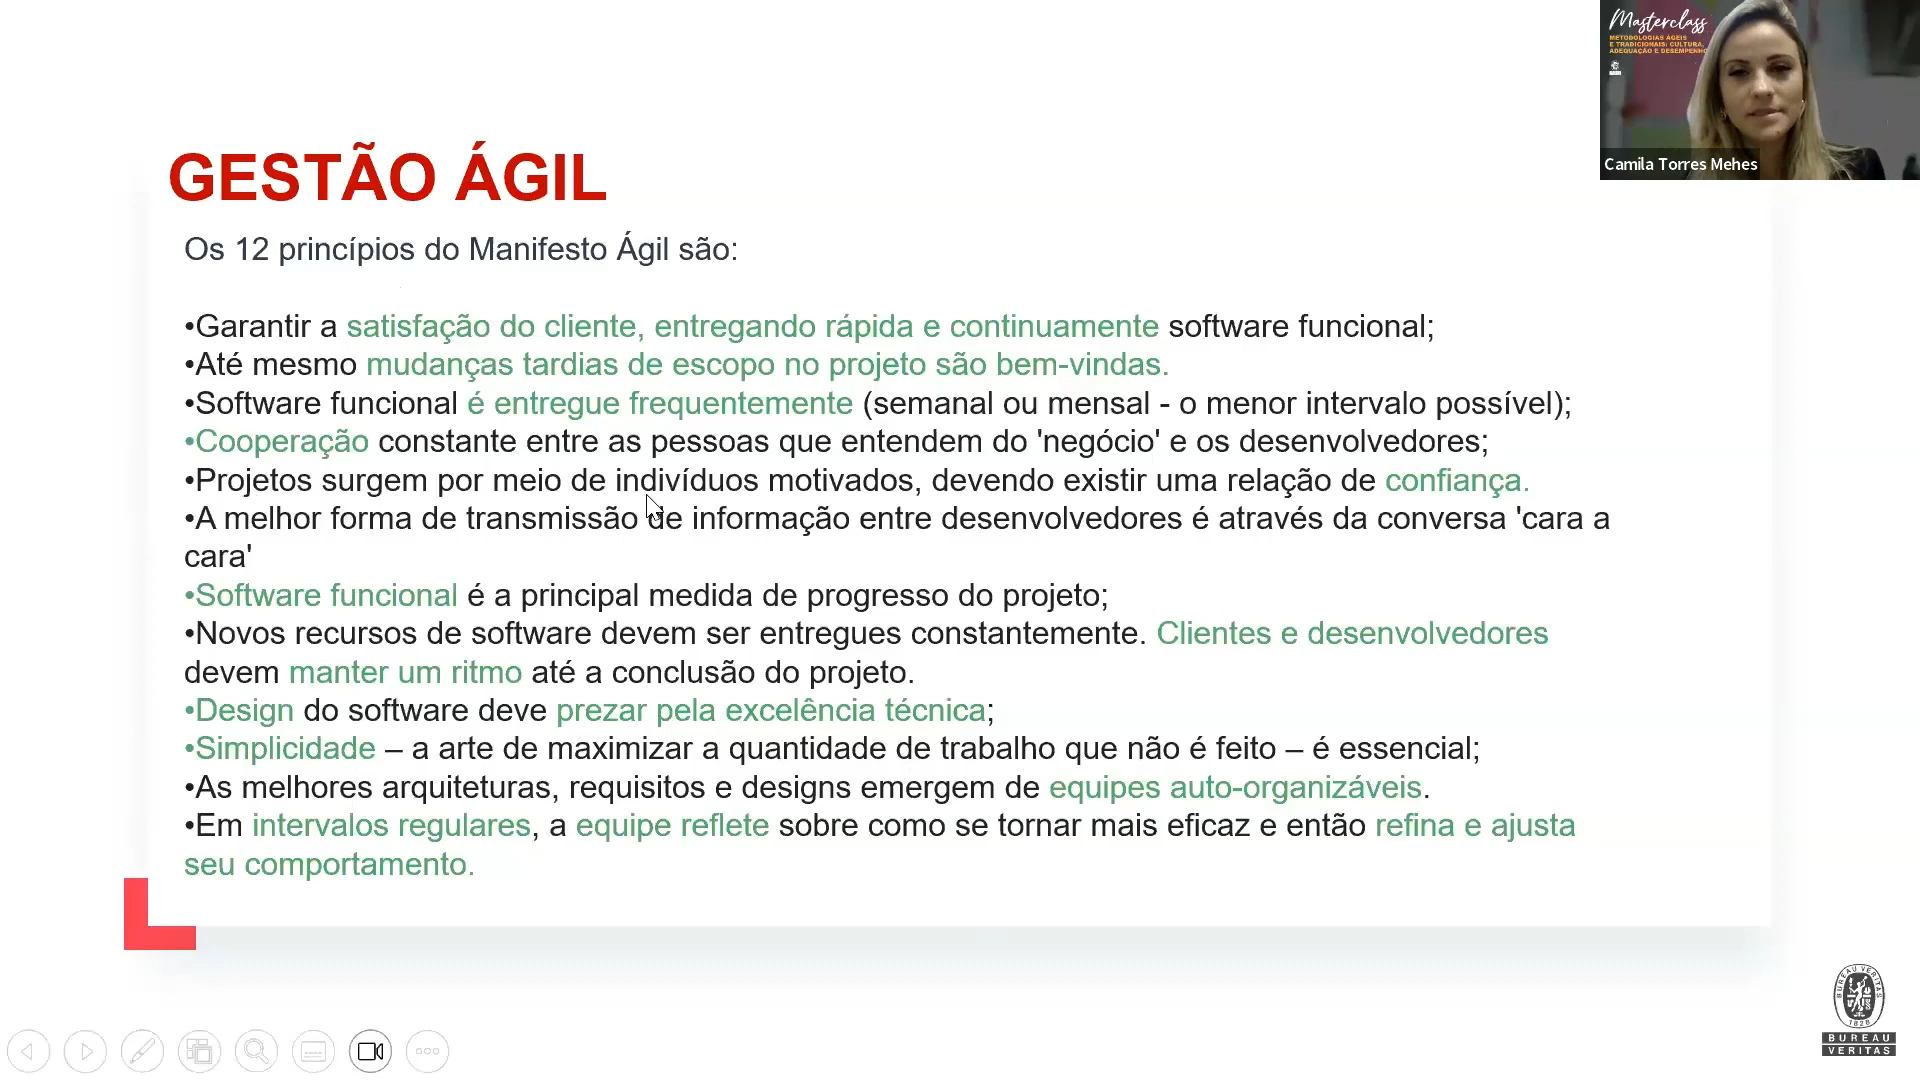 Masterclass
METODOLOGIAS ÁGEIS
E TRADICIONAIS: CULTURA,
ADEQUAÇÃO E DESEMPENHO
Camila Torres Mehes
GESTÃO ÁGIL
Os 12 princípios do Manifesto Ágil são:
•Garantir a satisfação do cliente, entregando rápida e continuamente software funcional;
•Até mesmo mudanças tardias de escopo no projeto são bem-vindas.
•Software funcional é entregue frequentemente (semanal ou mensal - o menor intervalo possível);
•Cooperação constante entre as pessoas que entendem do 'negócio' e os desenvolvedores;
•Projetos surgem por meio de indivíduos motivados, devendo existir uma relação de confiança.
•A melhor forma de transmissão de informação entre desenvolvedores é através da conversa 'cara a
cara'
•Software funcional é a principal medida de progresso do projeto;
•Novos recursos de software devem ser entregues constantemente. Clientes e desenvolvedores
devem manter um ritmo até a conclusão do projeto.
•Design do software deve prezar pela excelência técnica;
•Simplicidade – a arte de maximizar a quantidade de trabalho que não é feito – é essencial;
•As melhores arquiteturas, requisitos e designs emergem de equipes auto-organizáveis.
•Em intervalos regulares, a equipe reflete sobre como se tornar mais eficaz e então refina e ajusta
seu comportamento.
BUREAU VERITAS
1828
BUREAU
VERITAS